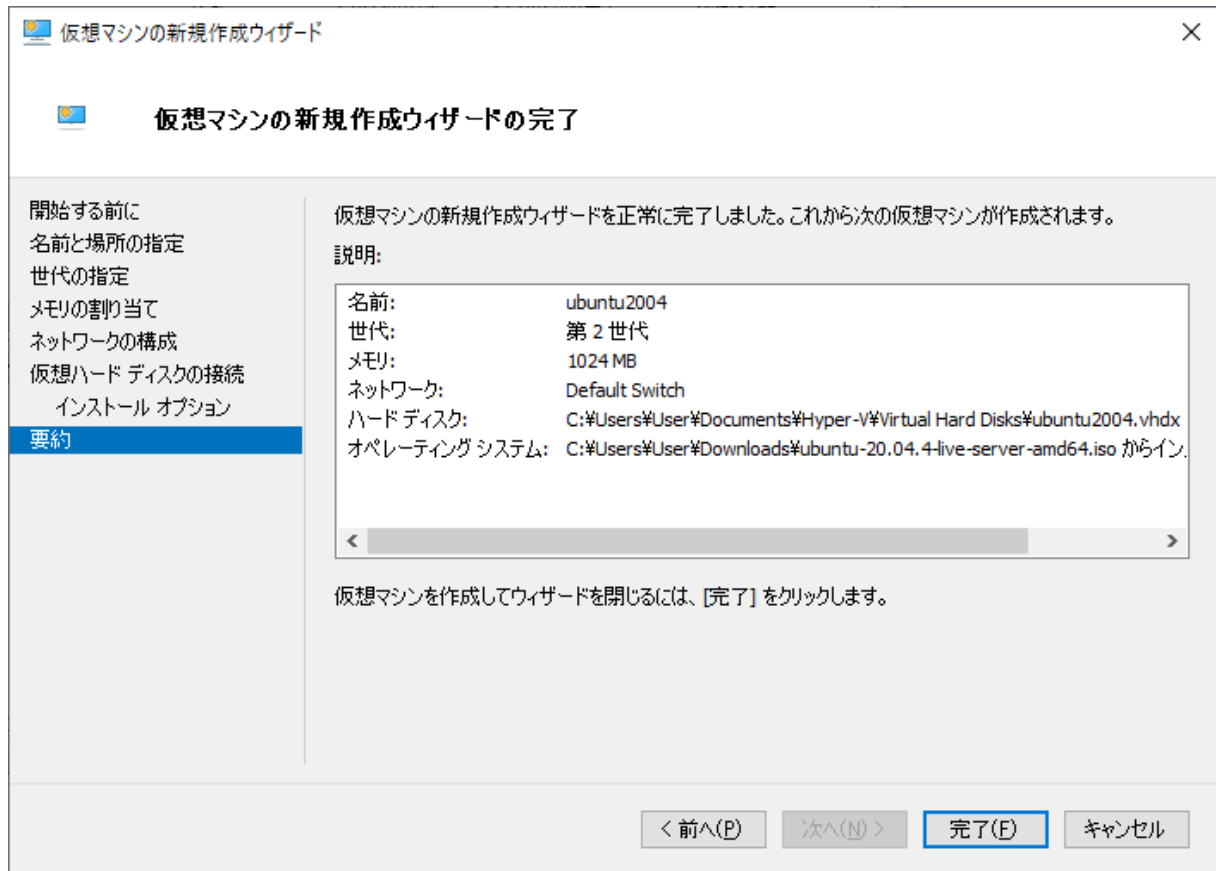 仮想マシンの新規作成ウィザード
仮想マシンの新規作成ウィザードの完了
開始する前に
名前と場所の指定
世代の指定
メモリの割り当て
ネットワークの構成
仮想ハード ディスクの接続
インストール オプション
要約
仮想マシンの新規作成ウィザードを正常に完了しました。これから次の仮想マシンが作成されます。
説明:
名前: ubuntu2004
世代: 第 2 世代
メモリ: 1024 MB
ネットワーク: Default Switch
ハード ディスク: C:¥Users¥User¥Documents¥Hyper-V¥Virtual Hard Disks¥ubuntu2004.vhdx
オペレーティング システム: C:¥Users¥User¥Downloads¥ubuntu-20.04.4-live-server-amd64.iso からイン
仮想マシンを作成してウィザードを閉じるには、[完了] をクリックします。
< 前へ(P) 次へ(N) > 完了(F) キャンセル